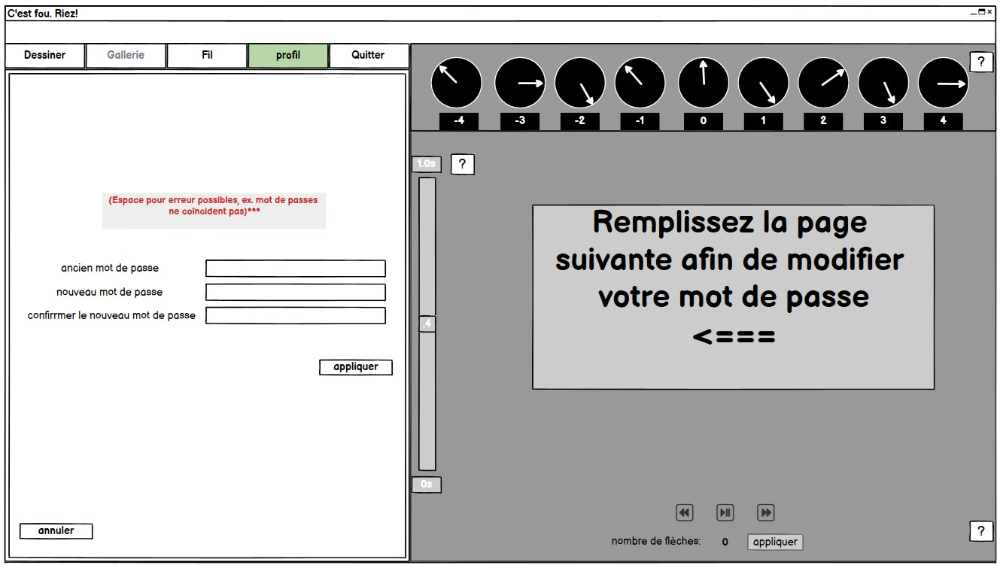 C'est fou. Riez!
Dessiner Gallerie Fil profil Quitter
?
-4 -3 -2 -1 0 1 2 3 4
1.0s ?
(Espace pour erreur possibles, ex. mot de passes
ne coïncident pas)***
Remplissez la page
suivante afin de modifier
votre mot de passe
<===
ancien mot de passe
nouveau mot de passe
confirrmer le nouveau mot de passe
.4
appliquer
0s
annuler
?
nombre de flèches: 0 appliquer